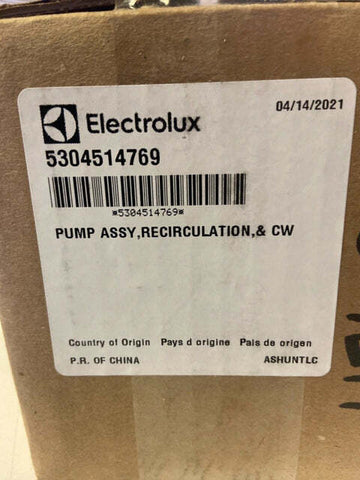 04/14/2021
Electrolux
5304514769
*5304514769*
PUMP ASSY,RECIRCULATION,& CW
Country of Origin Pays d origine Pais de origen
P.R. OF CHINA ASHUNTLC